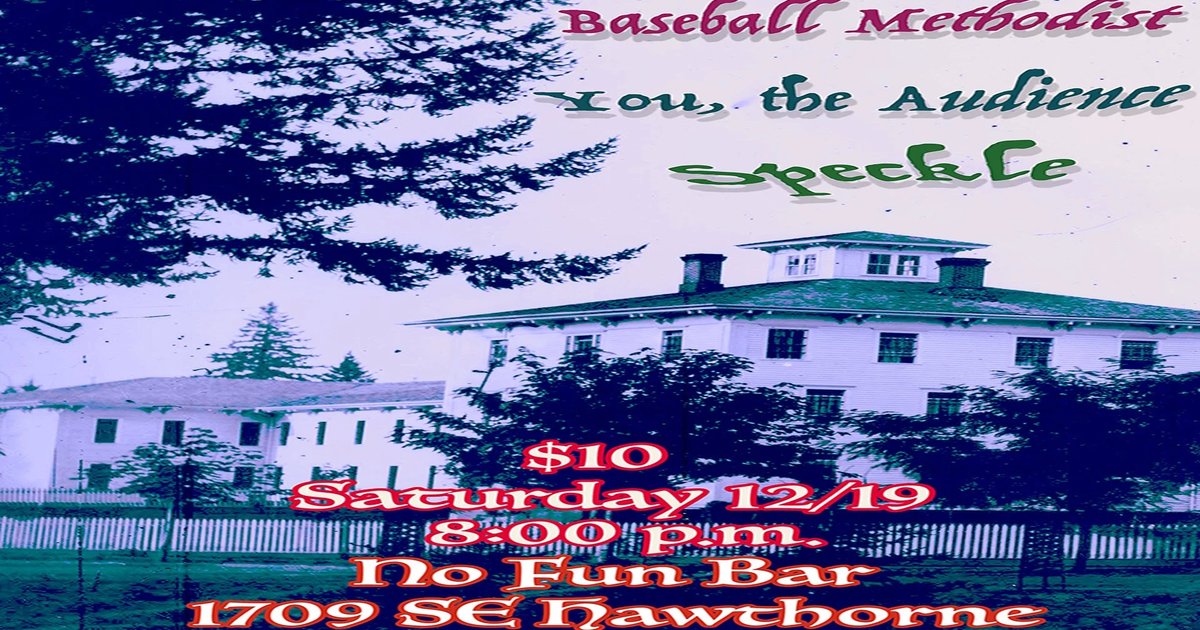 Baseball Methodist
You, the Audience
Speckle
$10
Saturday 12/19
8:00 p.m.
No Fun Bar
1709 SE Hawthorne